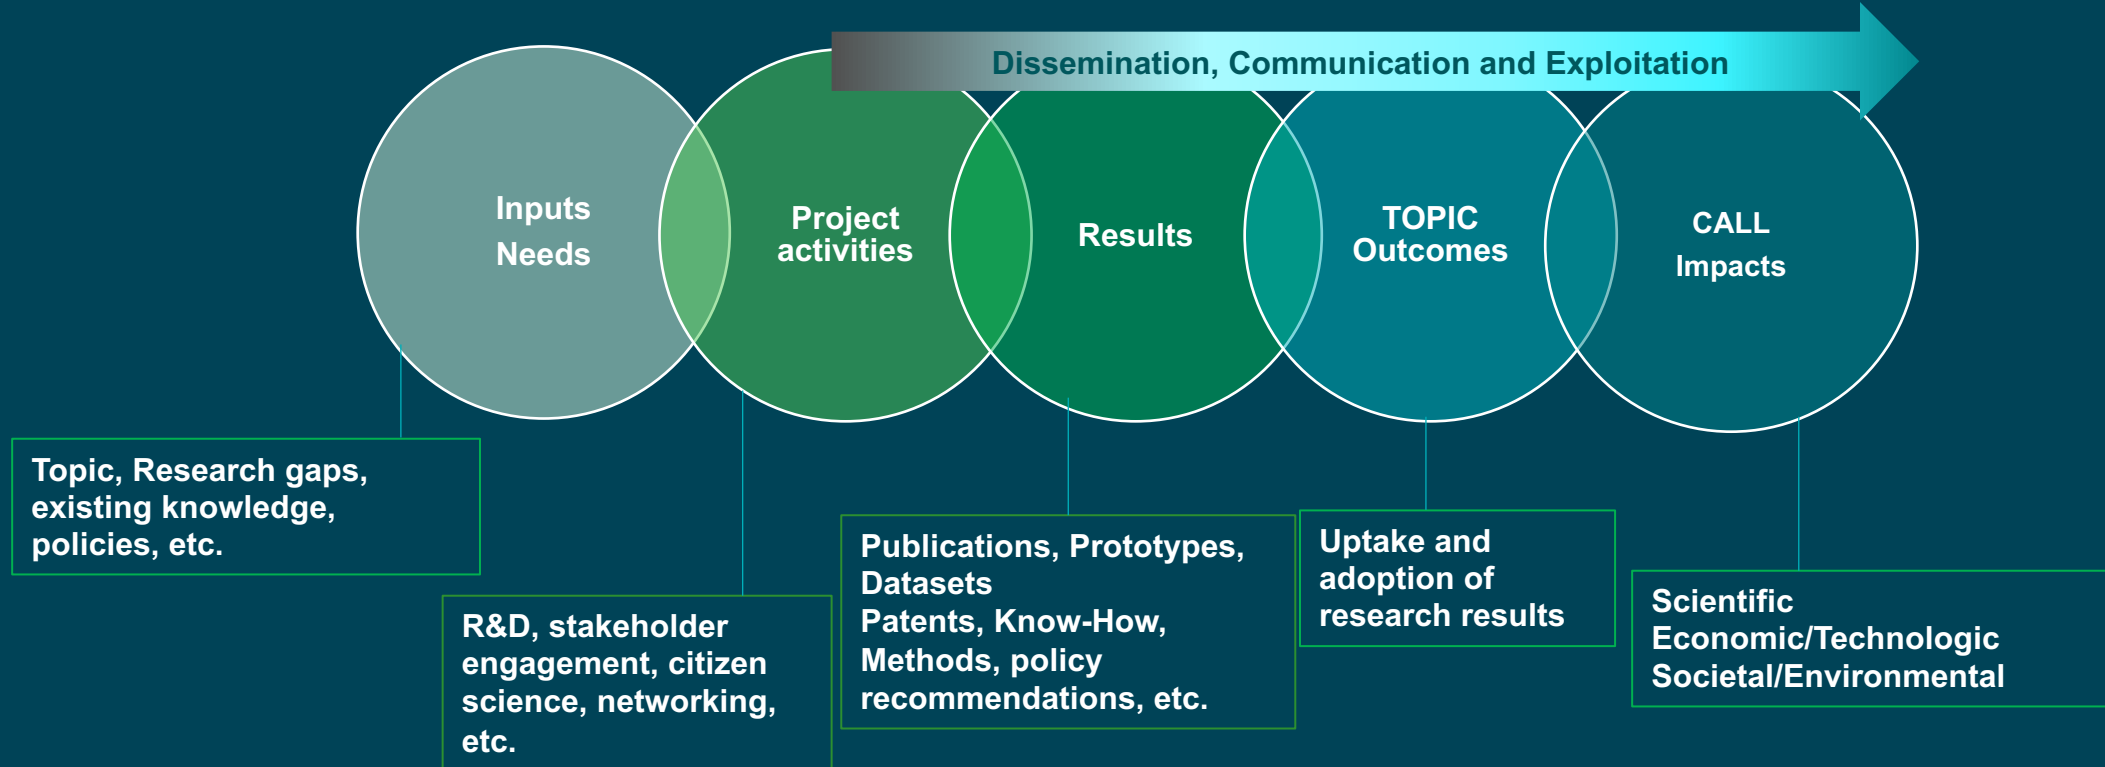 Dissemination, Communication and Exploitation
Inputs
Needs
Project
activities
Results
TOPIC
Outcomes
CALL
Impacts
Topic, Research gaps,
existing knowledge,
policies, etc.
R&D, stakeholder
engagement, citizen
science, networking,
etc.
Publications, Prototypes,
Datasets
Patents, Know-How,
Methods, policy
recommendations, etc.
Uptake and
adoption of
research results
Scientific
Economic/Technologic
Societal/Environmental